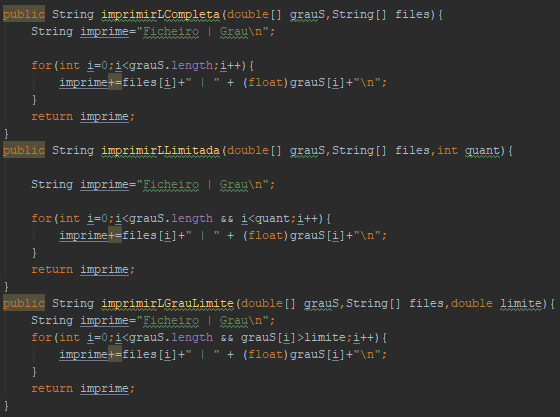 public String imprimirLCompleta(double[] grauS,String[] files){
    String imprime="Ficheiro | Grau\n";

    for(int i=0;i<grauS.length;i++){
        imprime+=files[i]+" | " + (float)grauS[i]+"\n";
    }
    return imprime;
}
public String imprimirLLimitada(double[] grauS,String[] files,int quant){

    String imprime="Ficheiro | Grau\n";

    for(int i=0;i<grauS.length && i<quant;i++){
        imprime+=files[i]+" | " + (float)grauS[i]+"\n";
    }
    return imprime;
}
public String imprimirLGrauLimite(double[] grauS,String[] files,double limite){
    String imprime="Ficheiro | Grau\n";
    for(int i=0;i<grauS.length && grauS[i]>limite;i++){
        imprime+=files[i]+" | " + (float)grauS[i]+"\n";
    }
    return imprime;
}